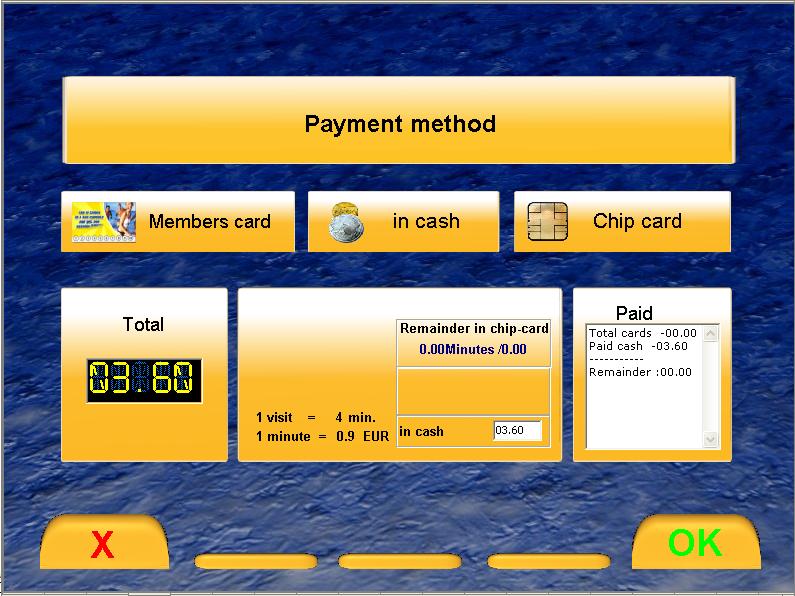 Payment method
Members card
in cash
Chip card
Total
03.60
Remainder in chip-card
0.00Minutes /0.00
1 visit = 4 min.
1 minute = 0.9 EUR
in cash
03.60
Paid
Total cards -00.00
Paid cash -03.60
-----------
Remainder :00.00
X
OK